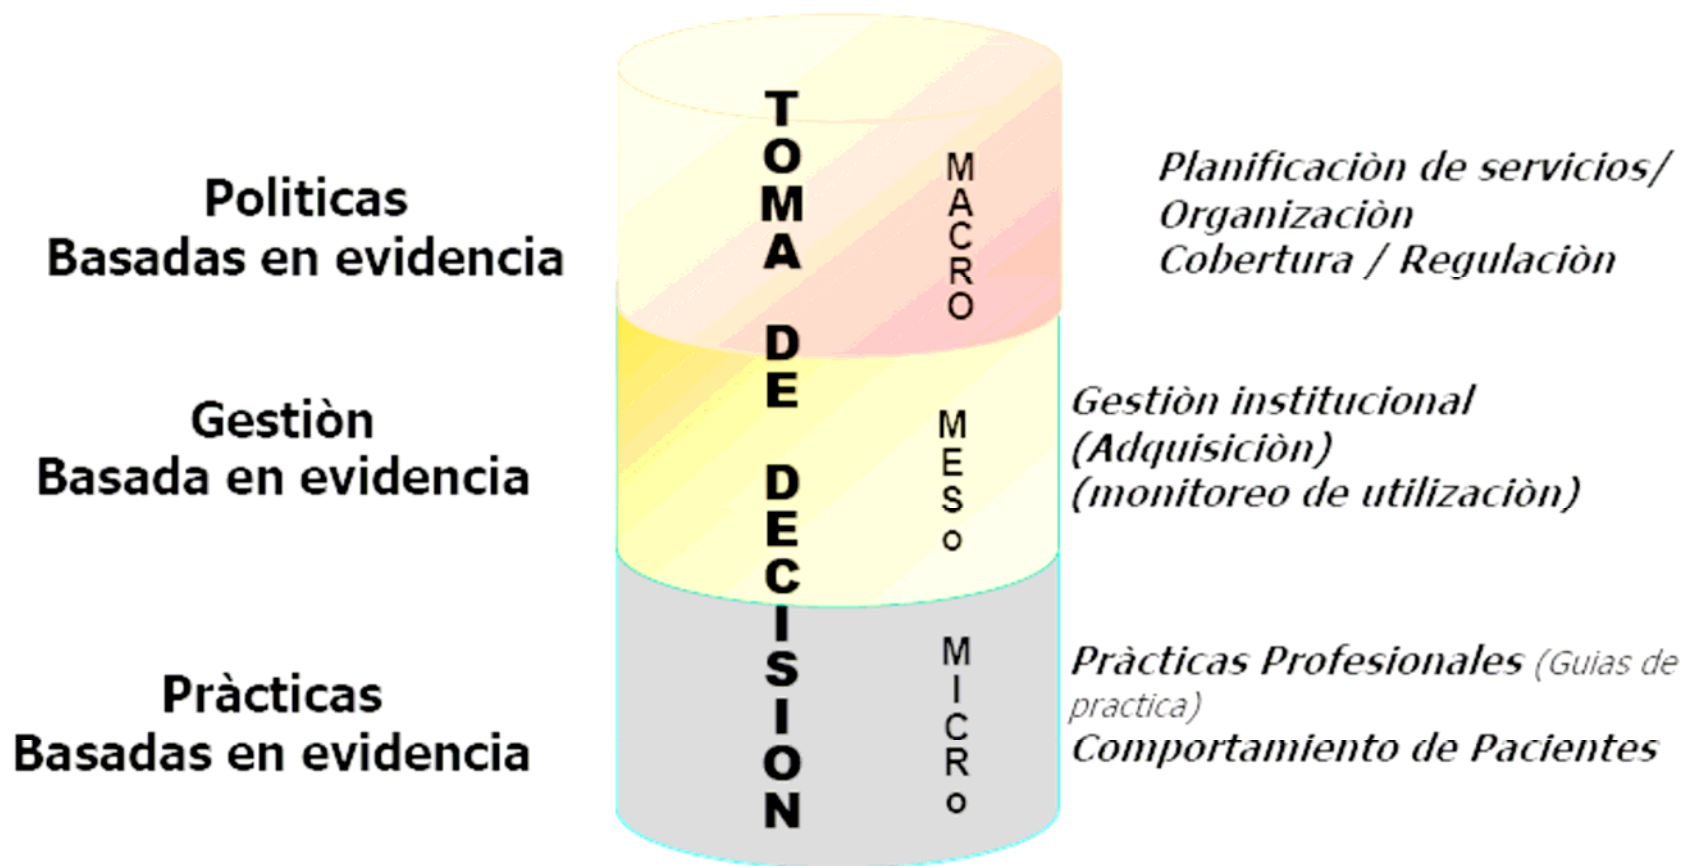 Politicas
Basadas en evidencia
Gestiòn
Basada en evidencia
Pràcticas
Basadas en evidencia
TOMA DE DECISION
MACRO
MESo
MICRo
Planificaciòn de servicios/
Organizaciòn
Cobertura / Regulaciòn
Gestiòn institucional
(Adquisiciòn)
(monitoreo de utilizaciòn)
Pràcticas Profesionales (Guias de
practica)
Comportamiento de Pacientes